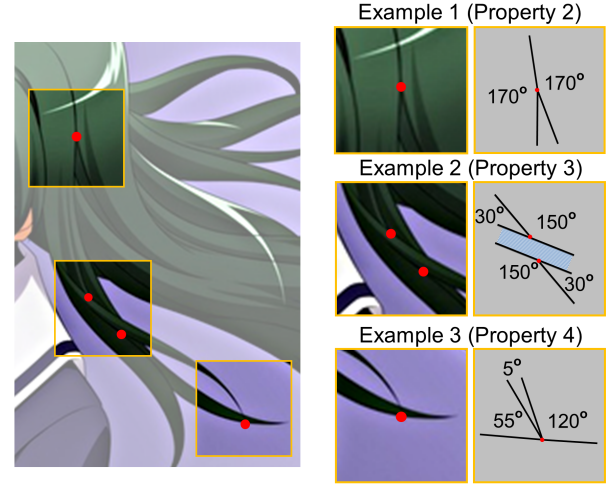 Example 1 (Property 2)
170° 170°
Example 2 (Property 3)
30° 150°
150° 30°
Example 3 (Property 4)
5°
55° 120°